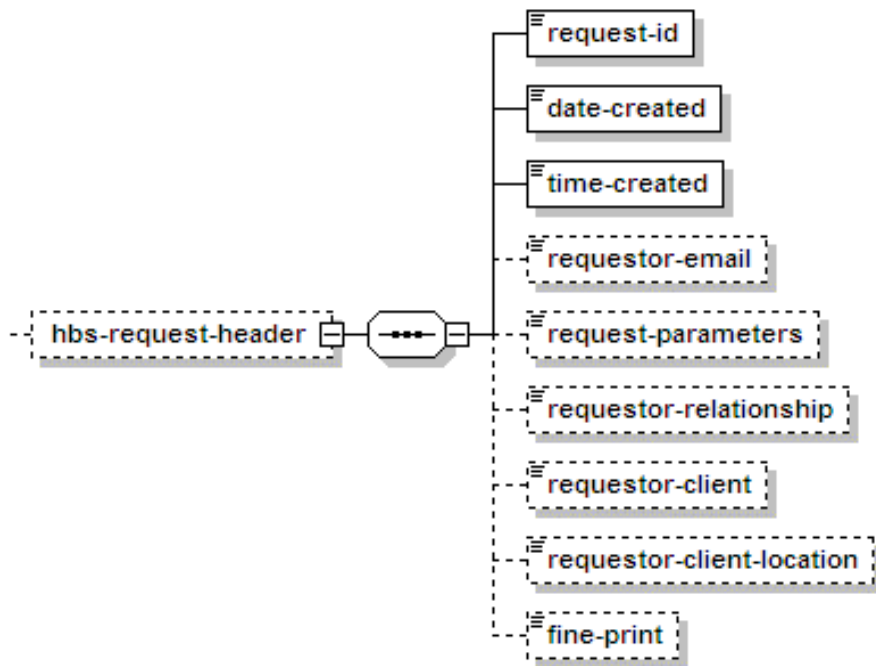 request-id
date-created
time-created
requestor-email
hbs-request-header
request-parameters
requestor-relationship
requestor-client
requestor-client-location
fine-print